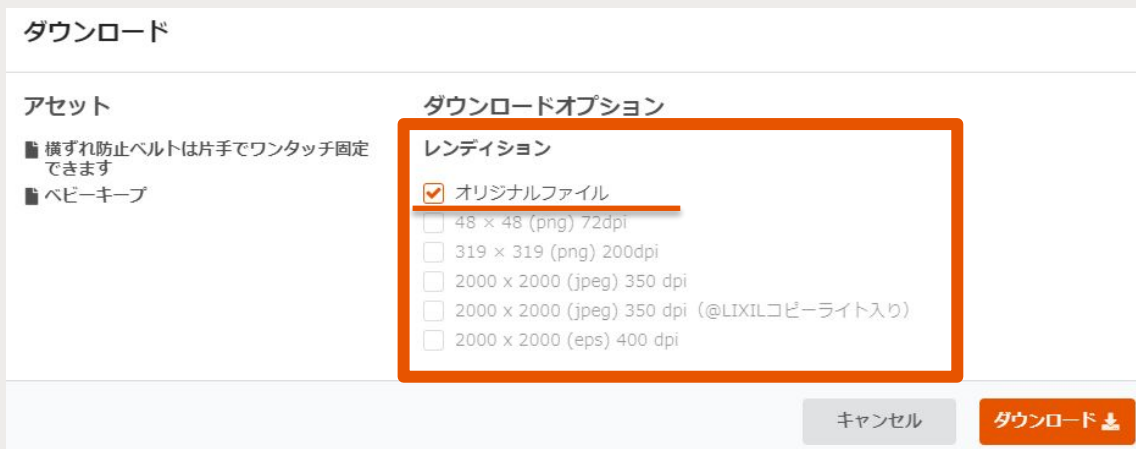 ダウンロード
アセット
横ずれ防止ベルトは片手でワンタッチ固定
できます
ベビーキープ
ダウンロードオプション
レンディション
オリジナルファイル
48 × 48 (png) 72dpi
319 × 319 (png) 200dpi
2000 x 2000 (jpeg) 350 dpi
2000 x 2000 (jpeg) 350 dpi（@LIXILコピーライト入り）
2000 x 2000 (eps) 400 dpi
キャンセル
ダウンロード